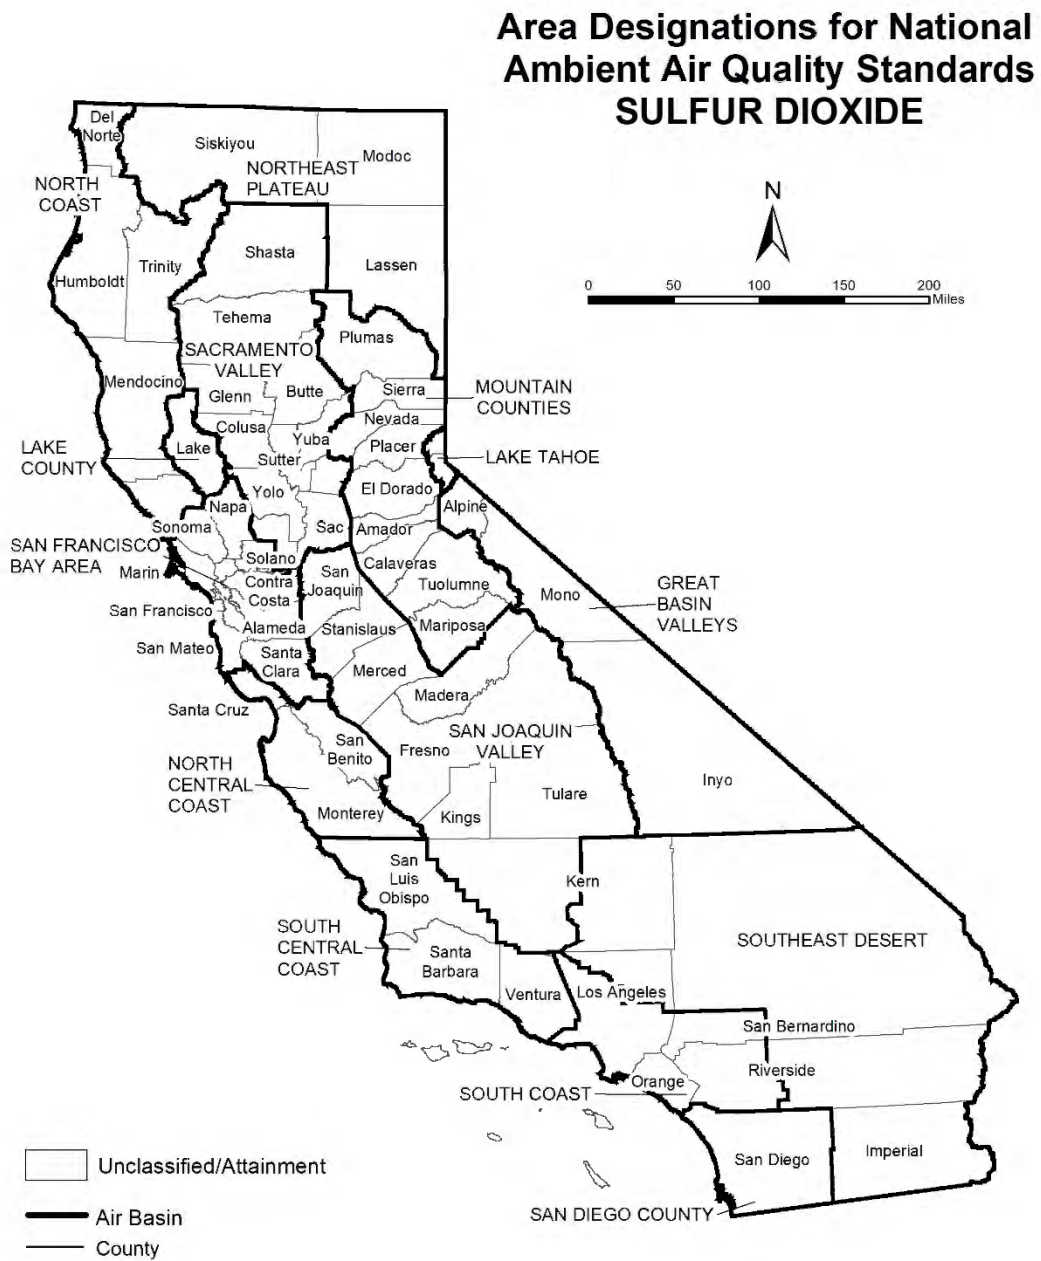 Area Designations for National
Ambient Air Quality Standards
SULFUR DIOXIDE
N
0 50 100 150 200
Miles
Del
Norte
Siskiyou
Modoc
NORTHEAST
PLATEAU
NORTH
COAST
Shasta
Lassen
Trinity
Humboldt
Tehema
Plumas
SACRAMENTO
VALLEY
Mendocino
Glenn
Butte
Sierra
MOUNTAIN
COUNTIES
Colusa
Nevada
Yuba
Placer
LAKE
COUNTY
Lake
Sutter
LAKE TAHOE
Yolo
El Dorado
Napa
Alpine
Sonoma
Sac
Amador
SAN FRANCISCO
BAY AREA
Solano
Calaveras
Marin
Contra
Costa
San
Joaquin
Tuolumne
Mono
GREAT
BASIN
VALLEYS
San Francisco
Alameda
Stanislaus
Mariposa
San Mateo
Santa
Clara
Merced
Madera
Santa Cruz
SAN JOAQUIN
VALLEY
San
Benito
Fresno
NORTH
CENTRAL
COAST
Inyo
Tulare
Monterey
Kings
San
Luis
Obispo
Kern
SOUTH
CENTRAL
COAST
Santa
Barbara
SOUTHEAST DESERT
Ventura
Los Angeles
San Bernardino
Riverside
Orange
SOUTH COAST
San Diego
Imperial
SAN DIEGO COUNTY
Unclassified/Attainment
Air Basin
County